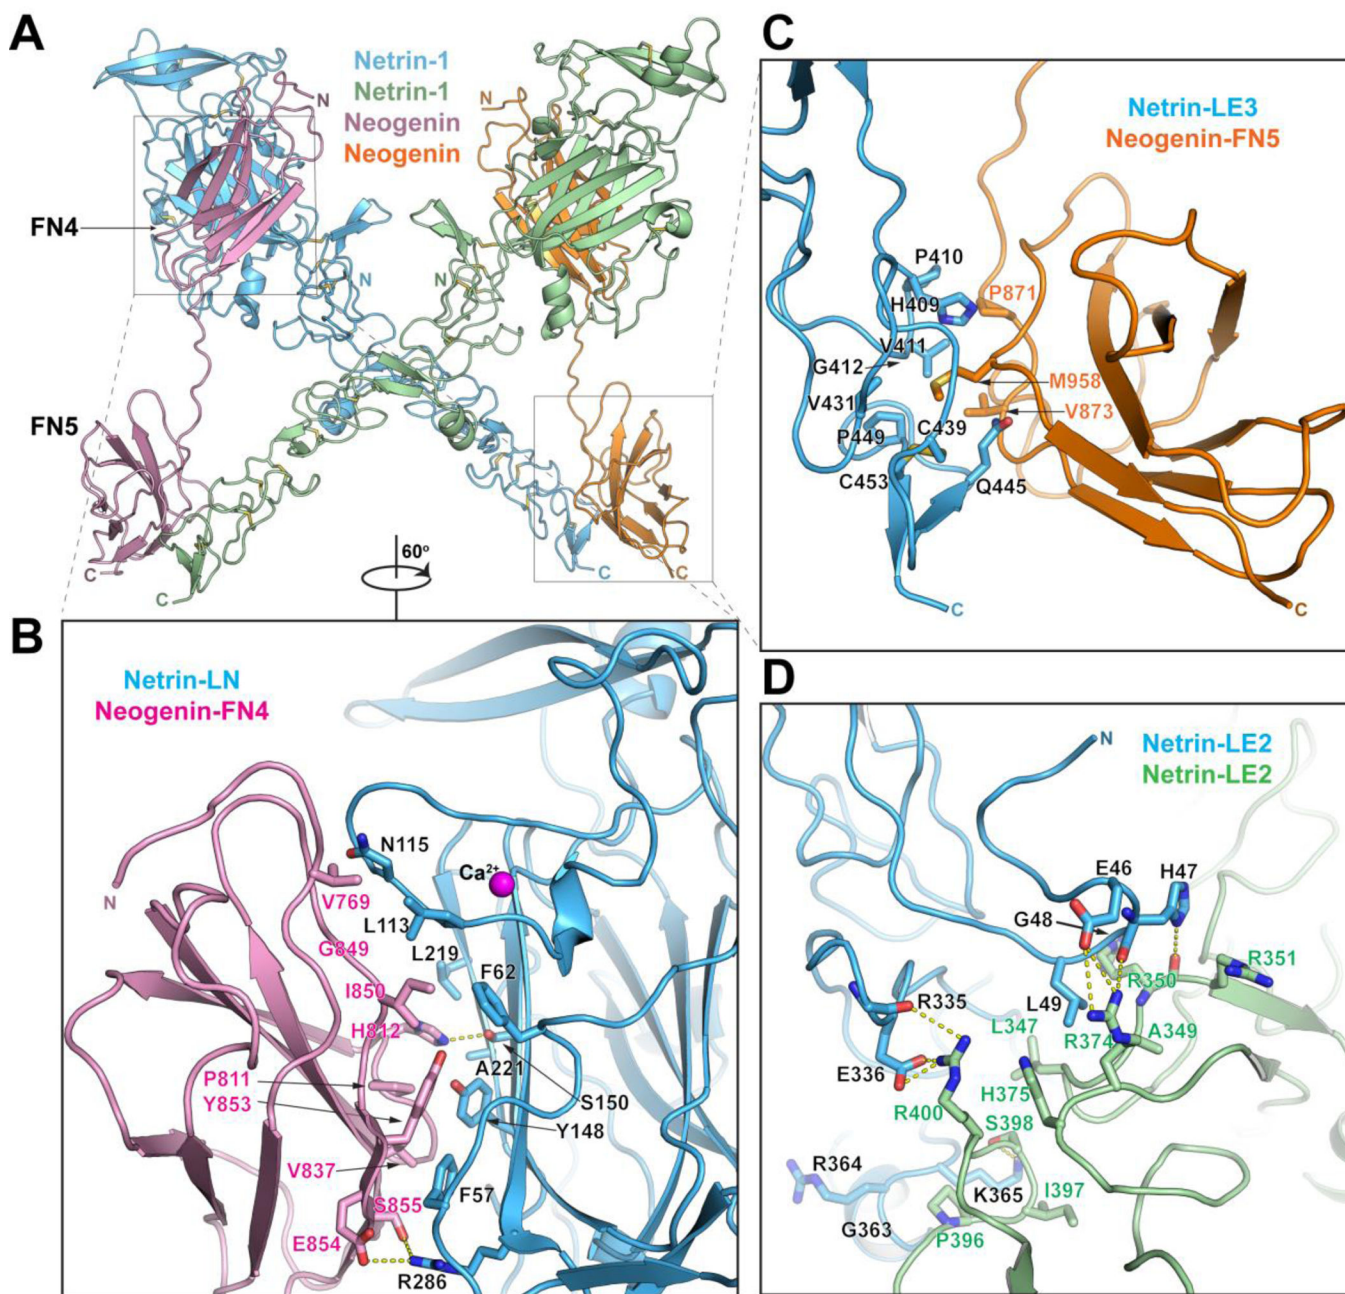 A
Netrin-1
Netrin-1
Neogenin
Neogenin
N
N
FN4
N
N
FN5
C
C
C
C
60°
C
Netrin-LE3
Neogenin-FN5
P410
H409
P871
V411
G412
M958
V431
V873
P449
C439
C453
Q445
C
C
B
Netrin-LN
Neogenin-FN4
N115
Ca2+
N
V769
L113
G849
L219
F62
I850
H812
A221
P811
Y853
S150
Y148
V837
F57
S855
E854
R286
D
N
Netrin-LE2
Netrin-LE2
E46
H47
G48
R351
R335
R350
L49
L347
R374
A349
E336
H375
R400
S398
R364
K365
I397
G363
P396